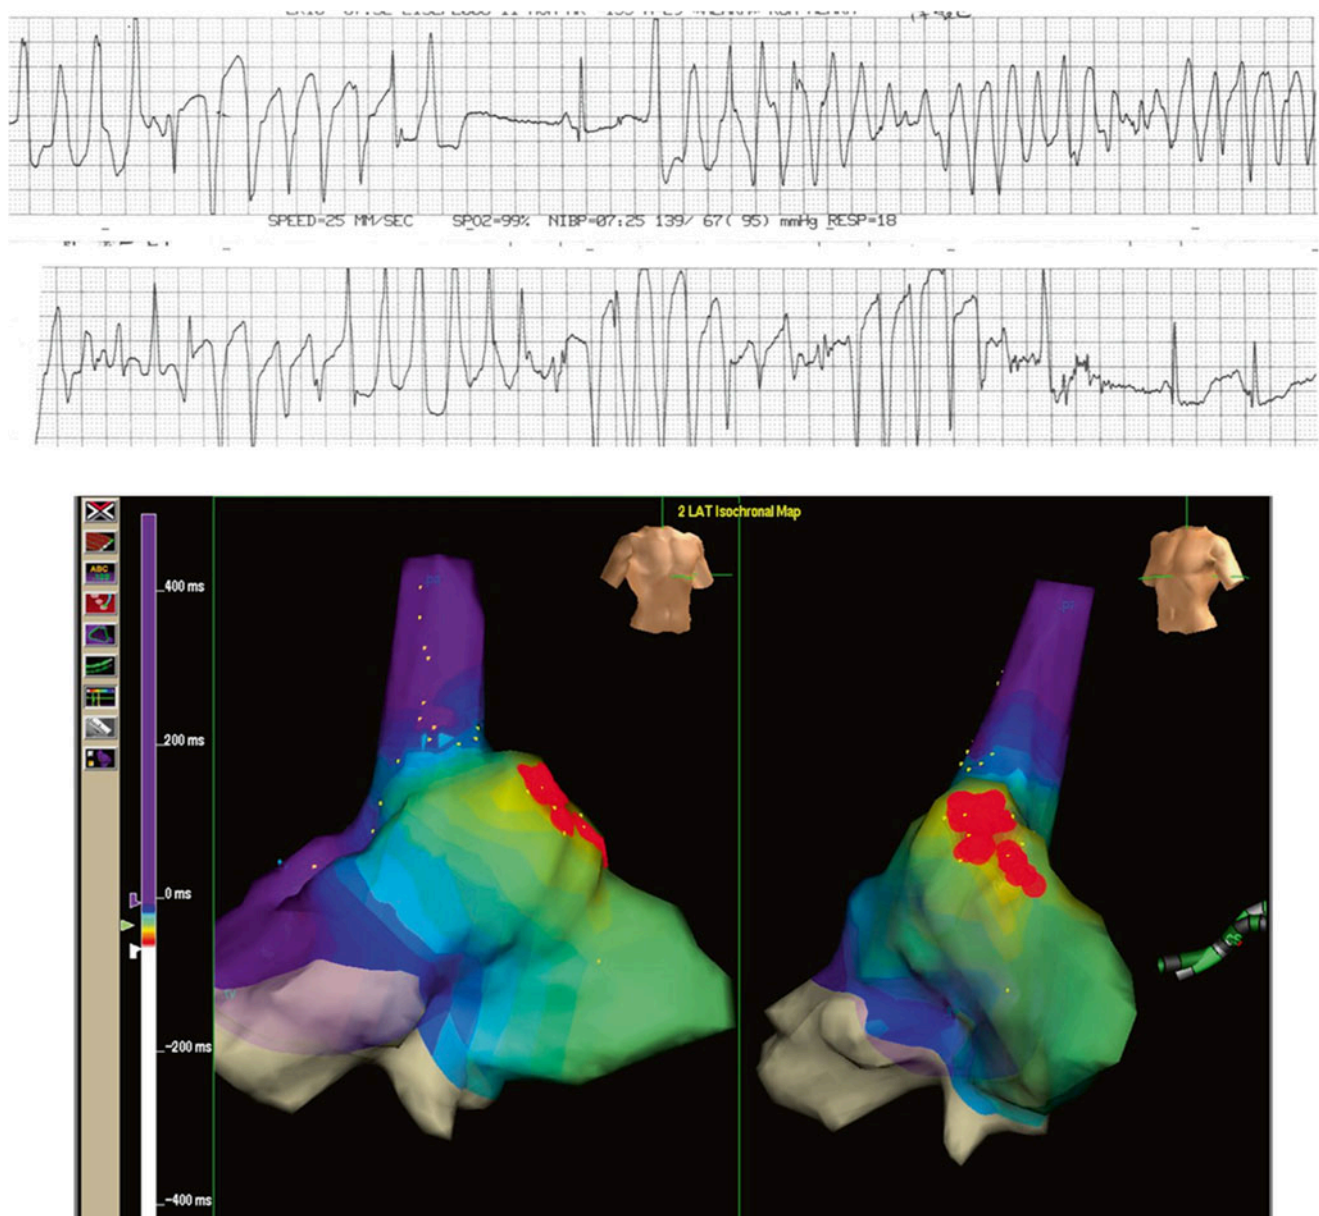 SPEED=25 MM/SEC SPO2=99% NIBP=07:25 139/ 67( 95) mmHg RESP=18
2 LAT Isochronal Map
ABC
400 ms
200 ms
0 ms
-200 ms
-400 ms